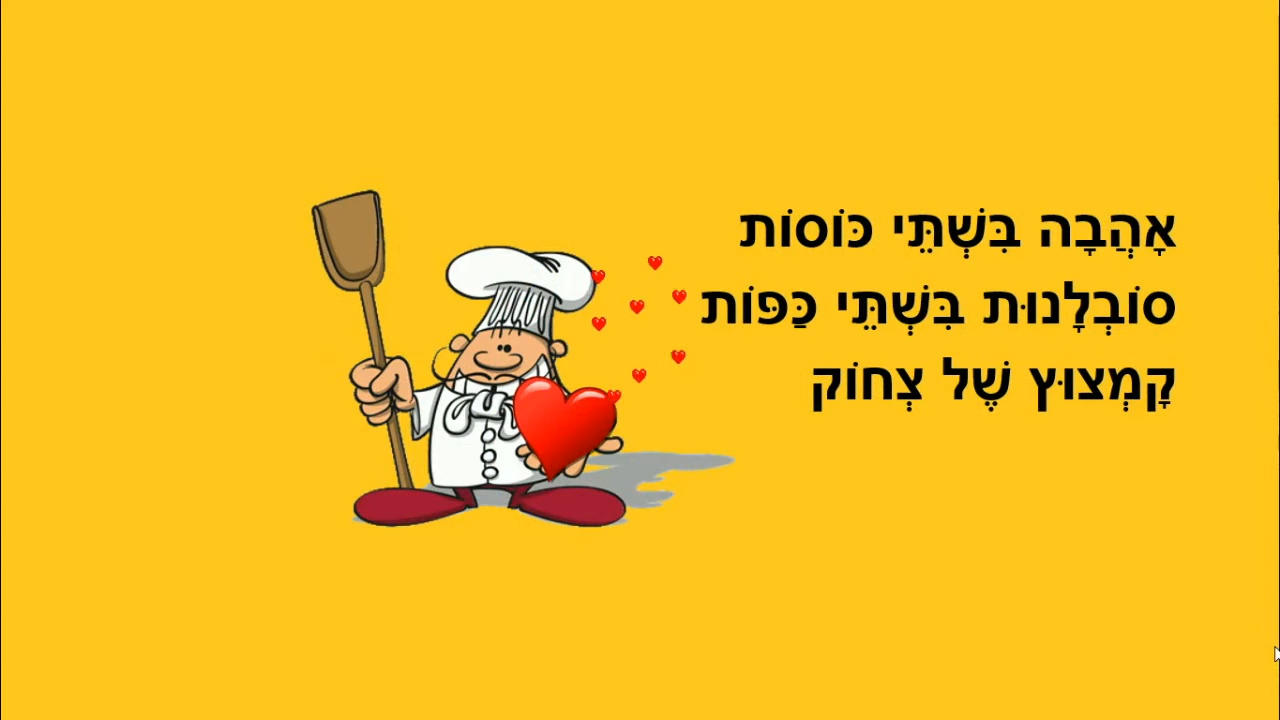 אָהֲבָה בִּשְׁתֵּי כּוֹסוֹת
סוֹבְלָנוּת בִּשְׁתֵּי כַּפּוֹת
קָמְצוּץ שֶׁל צְחוֹק